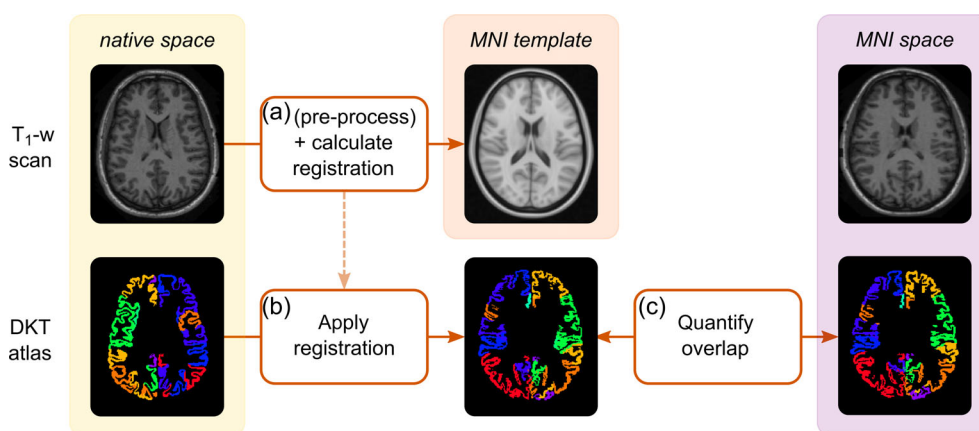 native space
MNI template
MNI space
T₁-w
scan
(a) (pre-process)
+ calculate
registration
DKT
atlas
(b)
Apply
registration
(c)
Quantify
overlap